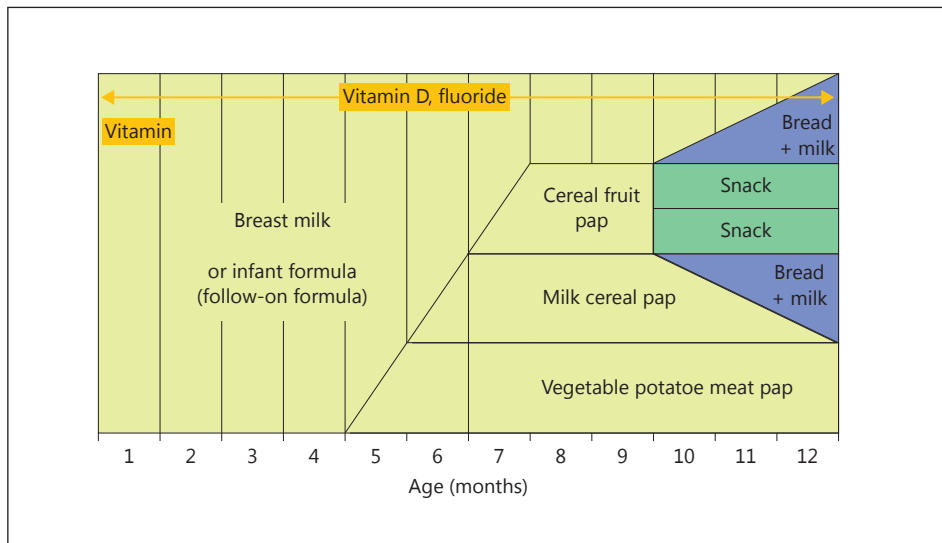 Vitamin D, fluoride
Vitamin
Bread
+ milk
Snack
Cereal fruit
pap
Breast milk
Snack
or infant formula
(follow-on formula)
Bread
+ milk
Milk cereal pap
Vegetable potatoe meat pap
1 2 3 4 5 6 7 8 9 10 11 12
Age (months)